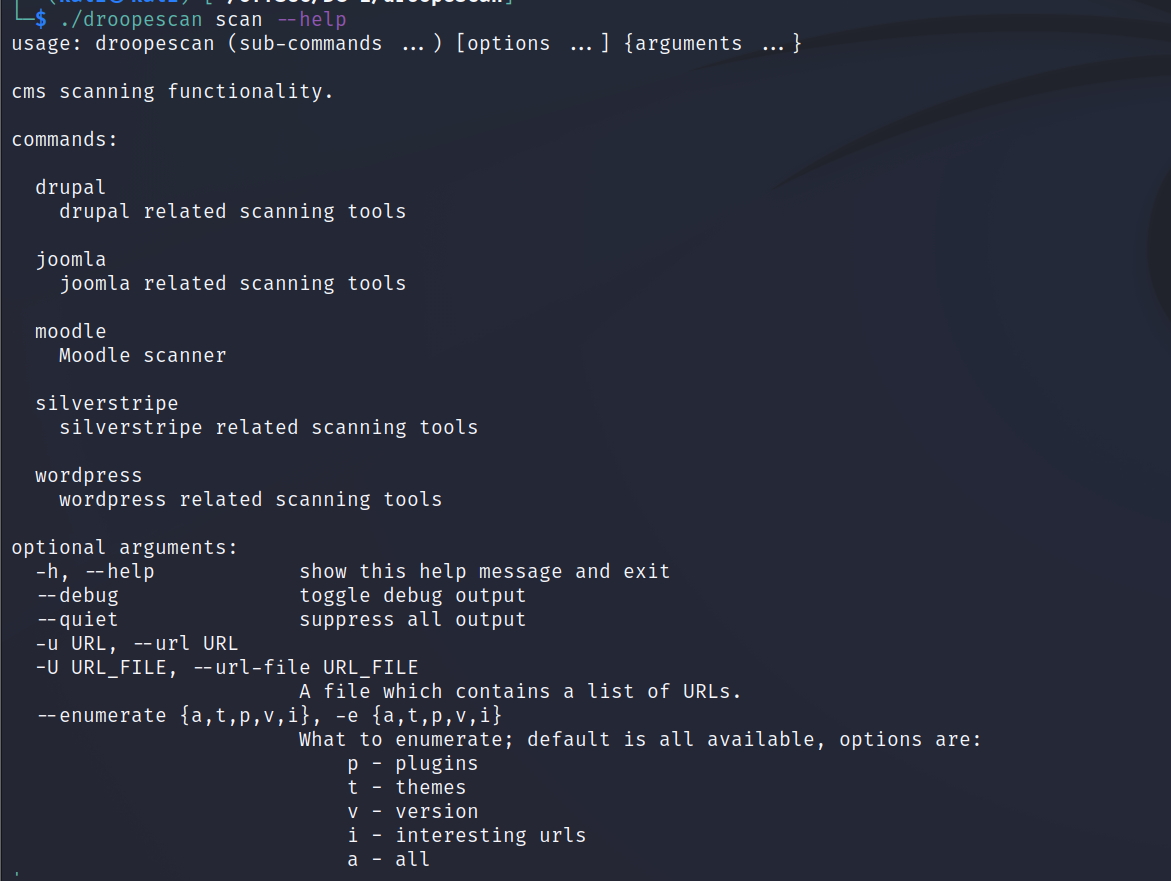 └─$ ./droopescan scan --help
usage: droopescan (sub-commands ...) [options ...] {arguments ...}
cms scanning functionality.
commands:
drupal
drupal related scanning tools
joomla
joomla related scanning tools
moodle
Moodle scanner
silverstripe
silverstripe related scanning tools
wordpress
wordpress related scanning tools
optional arguments:
-h, --help show this help message and exit
--debug toggle debug output
--quiet suppress all output
-u URL, --url URL
-U URL_FILE, --url-file URL_FILE
A file which contains a list of URLs.
--enumerate {a,t,p,v,i}, -e {a,t,p,v,i}
What to enumerate; default is all available, options are:
p - plugins
t - themes
v - version
i - interesting urls
a - all